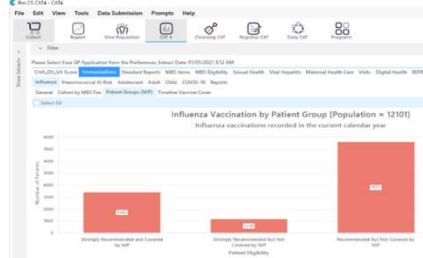 Pen CS CAT4 - CAT4
File Edit View Tools Data Submission Prompts Help
Collect Report View Population CAT 4 Cleansing CAT Registrar CAT Daily CAT Programs
Filter
Please Select Your GP Application from the Preferences; Extract Date: 01/05/2021 3:12 AM
CHA₂DS₂-VASc Score Immunisations Standard Reports MBS Items MBS Eligibility Sexual Health Viral Hepatitis Maternal Health Care Visits Digital Health
Influenza Pneumococcal At Risk Adolescent Adult Child COVID-19 Reports
General Cohort by MBS Fee Patient Groups (NIP) Timeline Vaccine Cover
Select All
Influenza Vaccination by Patient Group [Population = 12101]
Influenza vaccinations recorded in the current calendar year
Number of Patients
Strongly Recommended and Covered by NIP
Strongly Recommended But Not Covered by NIP
Recommended But Not Covered by NIP
Patient Eligibility